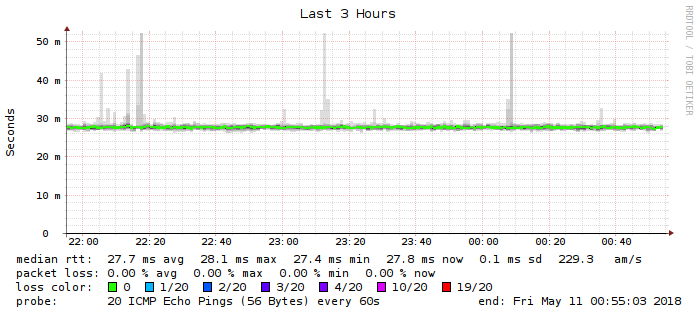 Last 3 Hours
RRDTOOL / TOBI OETIKER
Seconds
50 m
40 m
30 m
20 m
10 m
0
22:00 22:20 22:40 23:00 23:20 23:40 00:00 00:20 00:40
median rtt: 27.7 ms avg 28.1 ms max 27.4 ms min 27.8 ms now 0.1 ms sd 229.3 am/s
packet loss: 0.00 % avg 0.00 % max 0.00 % min 0.00 % now
loss color: 0 1/20 2/20 3/20 4/20 10/20 19/20
probe: 20 ICMP Echo Pings (56 Bytes) every 60s end: Fri May 11 00:55:03 2018